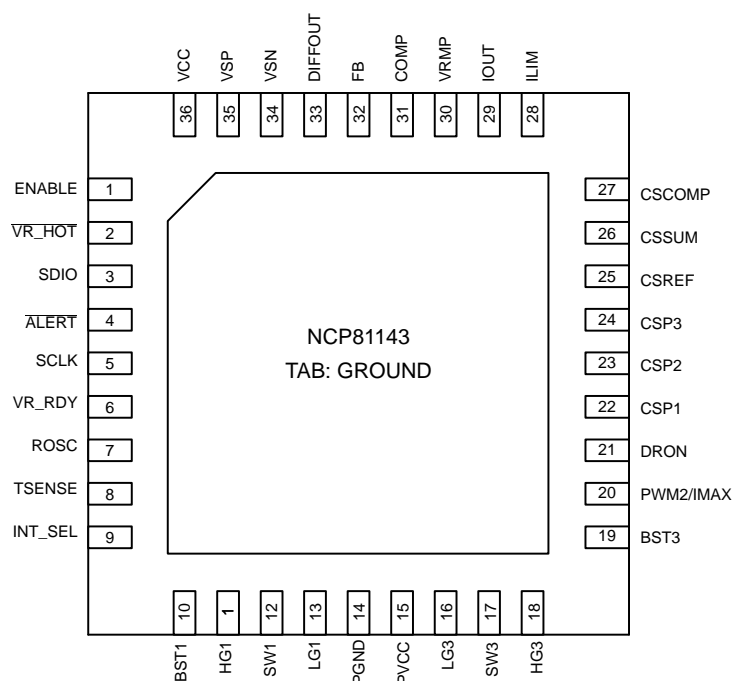 VCC
VSP
VSN
DIFFOUT
FB
COMP
VRMP
IOUT
ILIM
36
35
34
33
32
31
30
29
28
ENABLE 1
VR_HOT 2
SDIO 3
ALERT 4
SCLK 5
VR_RDY 6
ROSC 7
TSENSE 8
INT_SEL 9
NCP81143
TAB: GROUND
27 CSCOMP
26 CSSUM
25 CSREF
24 CSP3
23 CSP2
22 CSP1
21 DRON
20 PWM2/IMAX
19 BST3
10
1
12
13
14
15
16
17
18
BST1
HG1
SW1
LG1
PGND
PVCC
LG3
SW3
HG3